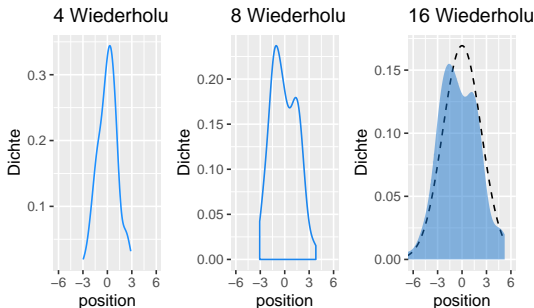 4 Wiederholu
8 Wiederholu
16 Wiederholu
Dichte
0.3
0.2
0.1
−6 −3 0 3 6
position
Dichte
0.20
0.15
0.10
0.05
0.00
−6 −3 0 3 6
position
Dichte
0.15
0.10
0.05
0.00
−6 −3 0 3 6
position